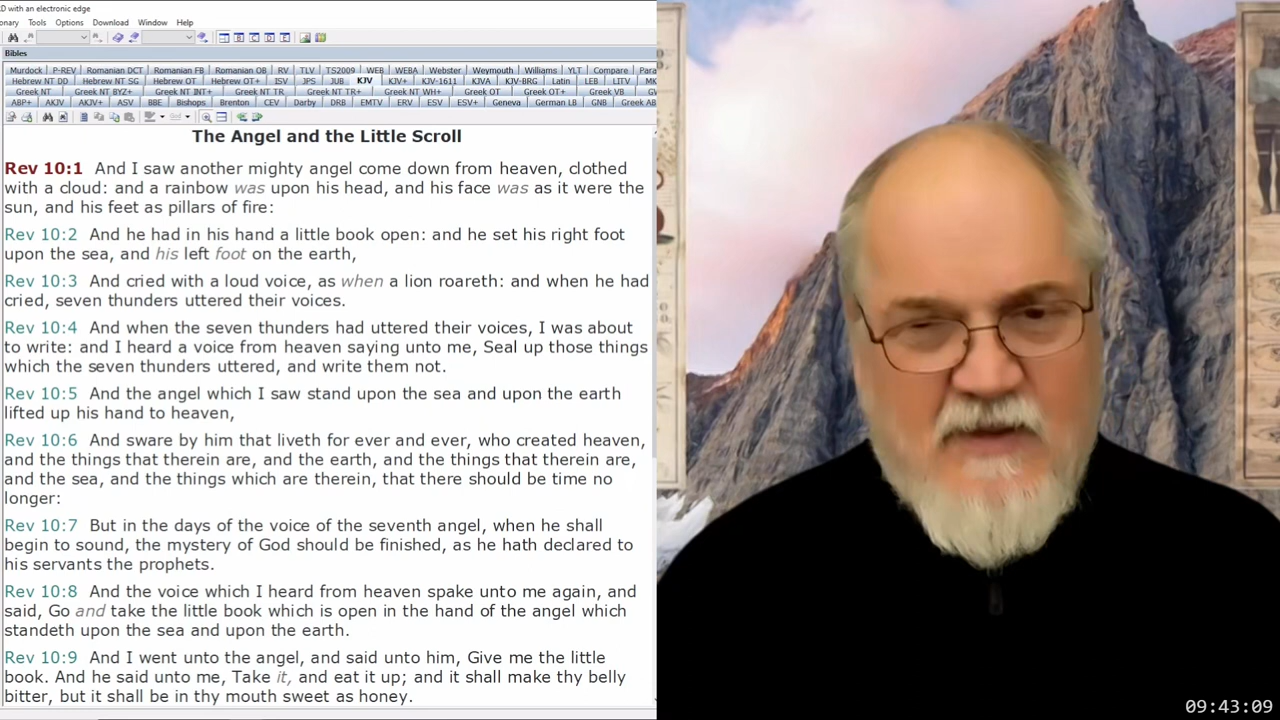 D with an electronic edge
onary Tools Options Download Window Help
B C D E
Bibles
Murdock P-REV Romanian DCT Romanian FB Romanian OB RV TLV TS2009 WEB WEBA Webster Weymouth Williams YLT Compare Para
Hebrew NT DD Hebrew NT SG Hebrew OT Hebrew OT+ ISV JPS JUB KJV KJV+ KJV-1611 KJVA KJV-BRG Latin LEB LITV MK
Greek NT Greek NT BYZ+ Greek NT INT+ Greek NT TR Greek NT TR+ Greek NT WH+ Greek OT Greek OT+ Greek VB GV
ABP+ AKJV AKJV+ ASV BBE Bishops Brenton CEV Darby DRB EMTV ERV ESV ESV+ Geneva German LB GNB Greek AB
The Angel and the Little Scroll
Rev 10:1 And I saw another mighty angel come down from heaven, clothed
with a cloud: and a rainbow was upon his head, and his face was as it were the
sun, and his feet as pillars of fire:
Rev 10:2 And he had in his hand a little book open: and he set his right foot
upon the sea, and his left foot on the earth,
Rev 10:3 And cried with a loud voice, as when a lion roareth: and when he had
cried, seven thunders uttered their voices.
Rev 10:4 And when the seven thunders had uttered their voices, I was about
to write: and I heard a voice from heaven saying unto me, Seal up those things
which the seven thunders uttered, and write them not.
Rev 10:5 And the angel which I saw stand upon the sea and upon the earth
lifted up his hand to heaven,
Rev 10:6 And sware by him that liveth for ever and ever, who created heaven,
and the things that therein are, and the earth, and the things that therein are,
and the sea, and the things which are therein, that there should be time no
longer:
Rev 10:7 But in the days of the voice of the seventh angel, when he shall
begin to sound, the mystery of God should be finished, as he hath declared to
his servants the prophets.
Rev 10:8 And the voice which I heard from heaven spake unto me again, and
said, Go and take the little book which is open in the hand of the angel which
standeth upon the sea and upon the earth.
Rev 10:9 And I went unto the angel, and said unto him, Give me the little
book. And he said unto me, Take it, and eat it up; and it shall make thy belly
bitter, but it shall be in thy mouth sweet as honey.
09:43:09